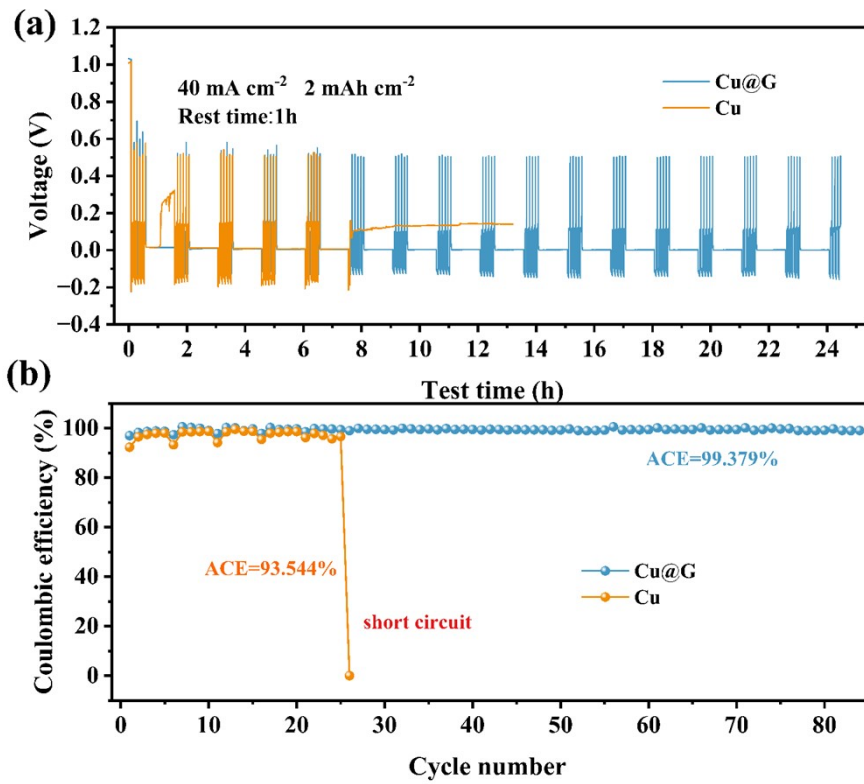 (a)
1.2
1.0
0.8
0.6
0.4
0.2
0.0
−0.2
−0.4
Voltage (V)
40 mA cm⁻² 2 mAh cm⁻²
Rest time:1h
Cu@G
Cu
0 2 4 6 8 10 12 14 16 18 20 22 24
Test time (h)
(b)
100
80
60
40
20
0
Coulombic efficiency (%)
ACE=99.379%
ACE=93.544%
Cu@G
Cu
short circuit
0 10 20 30 40 50 60 70 80
Cycle number